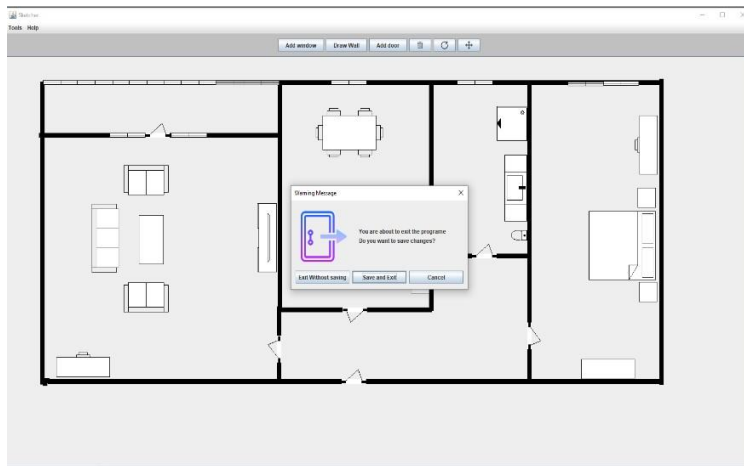 Tools Help
Add window Draw Wall Add door
Warning Message
You are about to exit the programe
Do you want to save changes?
Exit Without saving Save and Exit Cancel